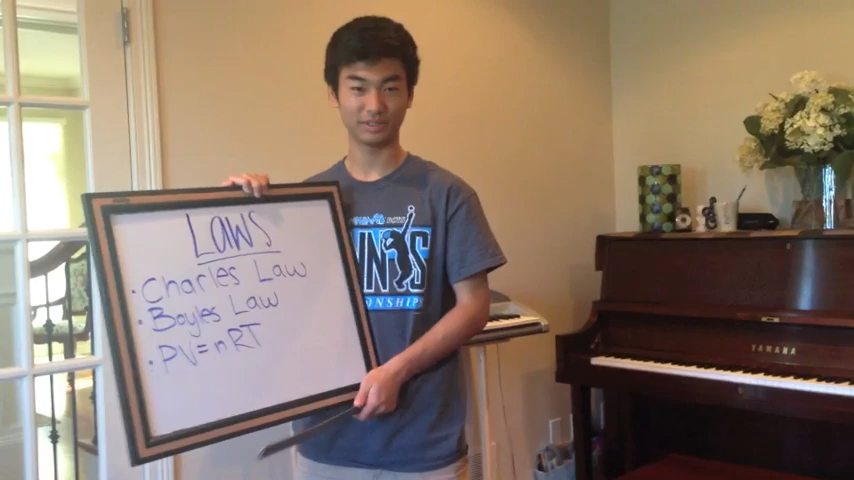 LAWS
• Charles Law
• Boyles Law
• PV=nRT
YAMAHA